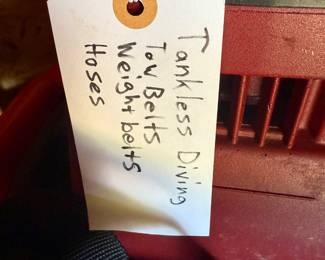 Tankless Diving
Tow Belts
Weight belts
Hoses